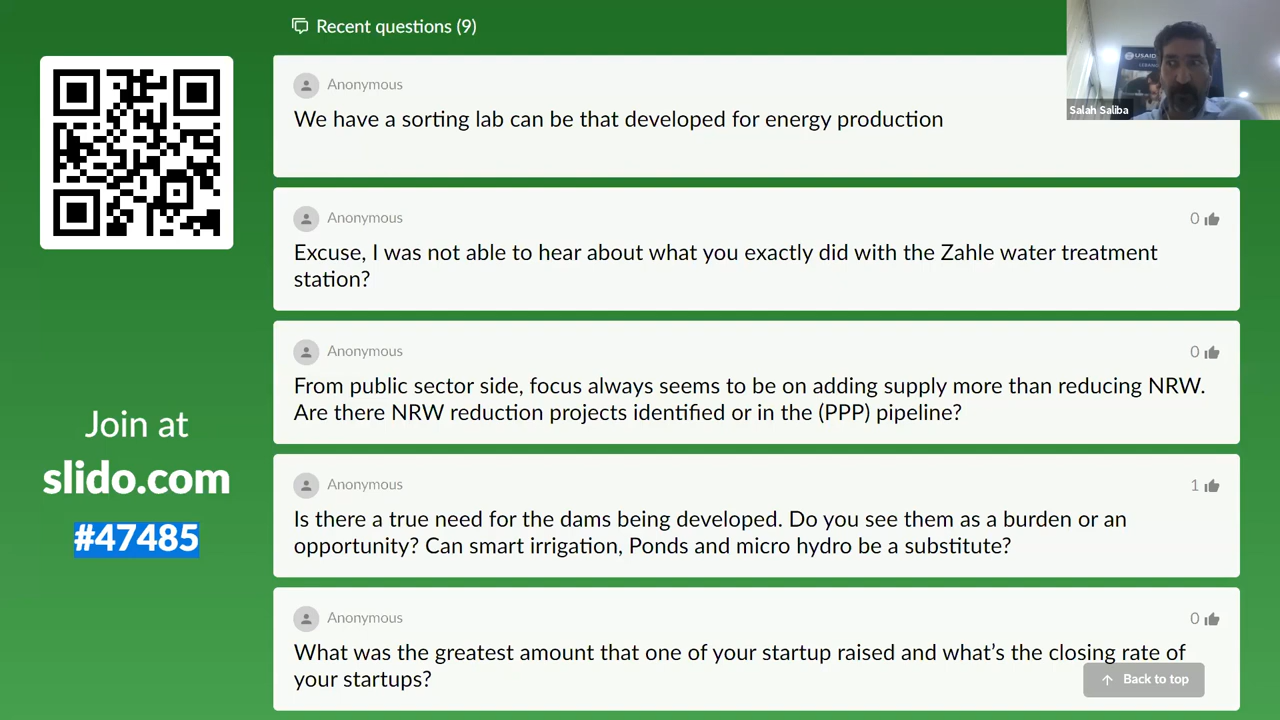 Recent questions (9)
Salah Saliba
USAID
Anonymous
We have sorting lab can be that developed for energy production
Anonymous
0
Excuse, I was not able to hear about what you exactly did with the Zahle water treatment
station?
Anonymous
0
From public sector side, focus always seems to be on adding supply more than reducing NRW.
Are there NRW reduction projects identified or in the (PPP) pipeline?
Join at
slido.com
#47485
Anonymous
1
Is there a true need for the dams being developed. Do you see them as a burden or an
opportunity? Can smart irrigation, Ponds and micro hydro be a substitute?
Anonymous
0
What was the greatest amount that one of your startup raised and what’s the closing rate of
your startups?
Back to top